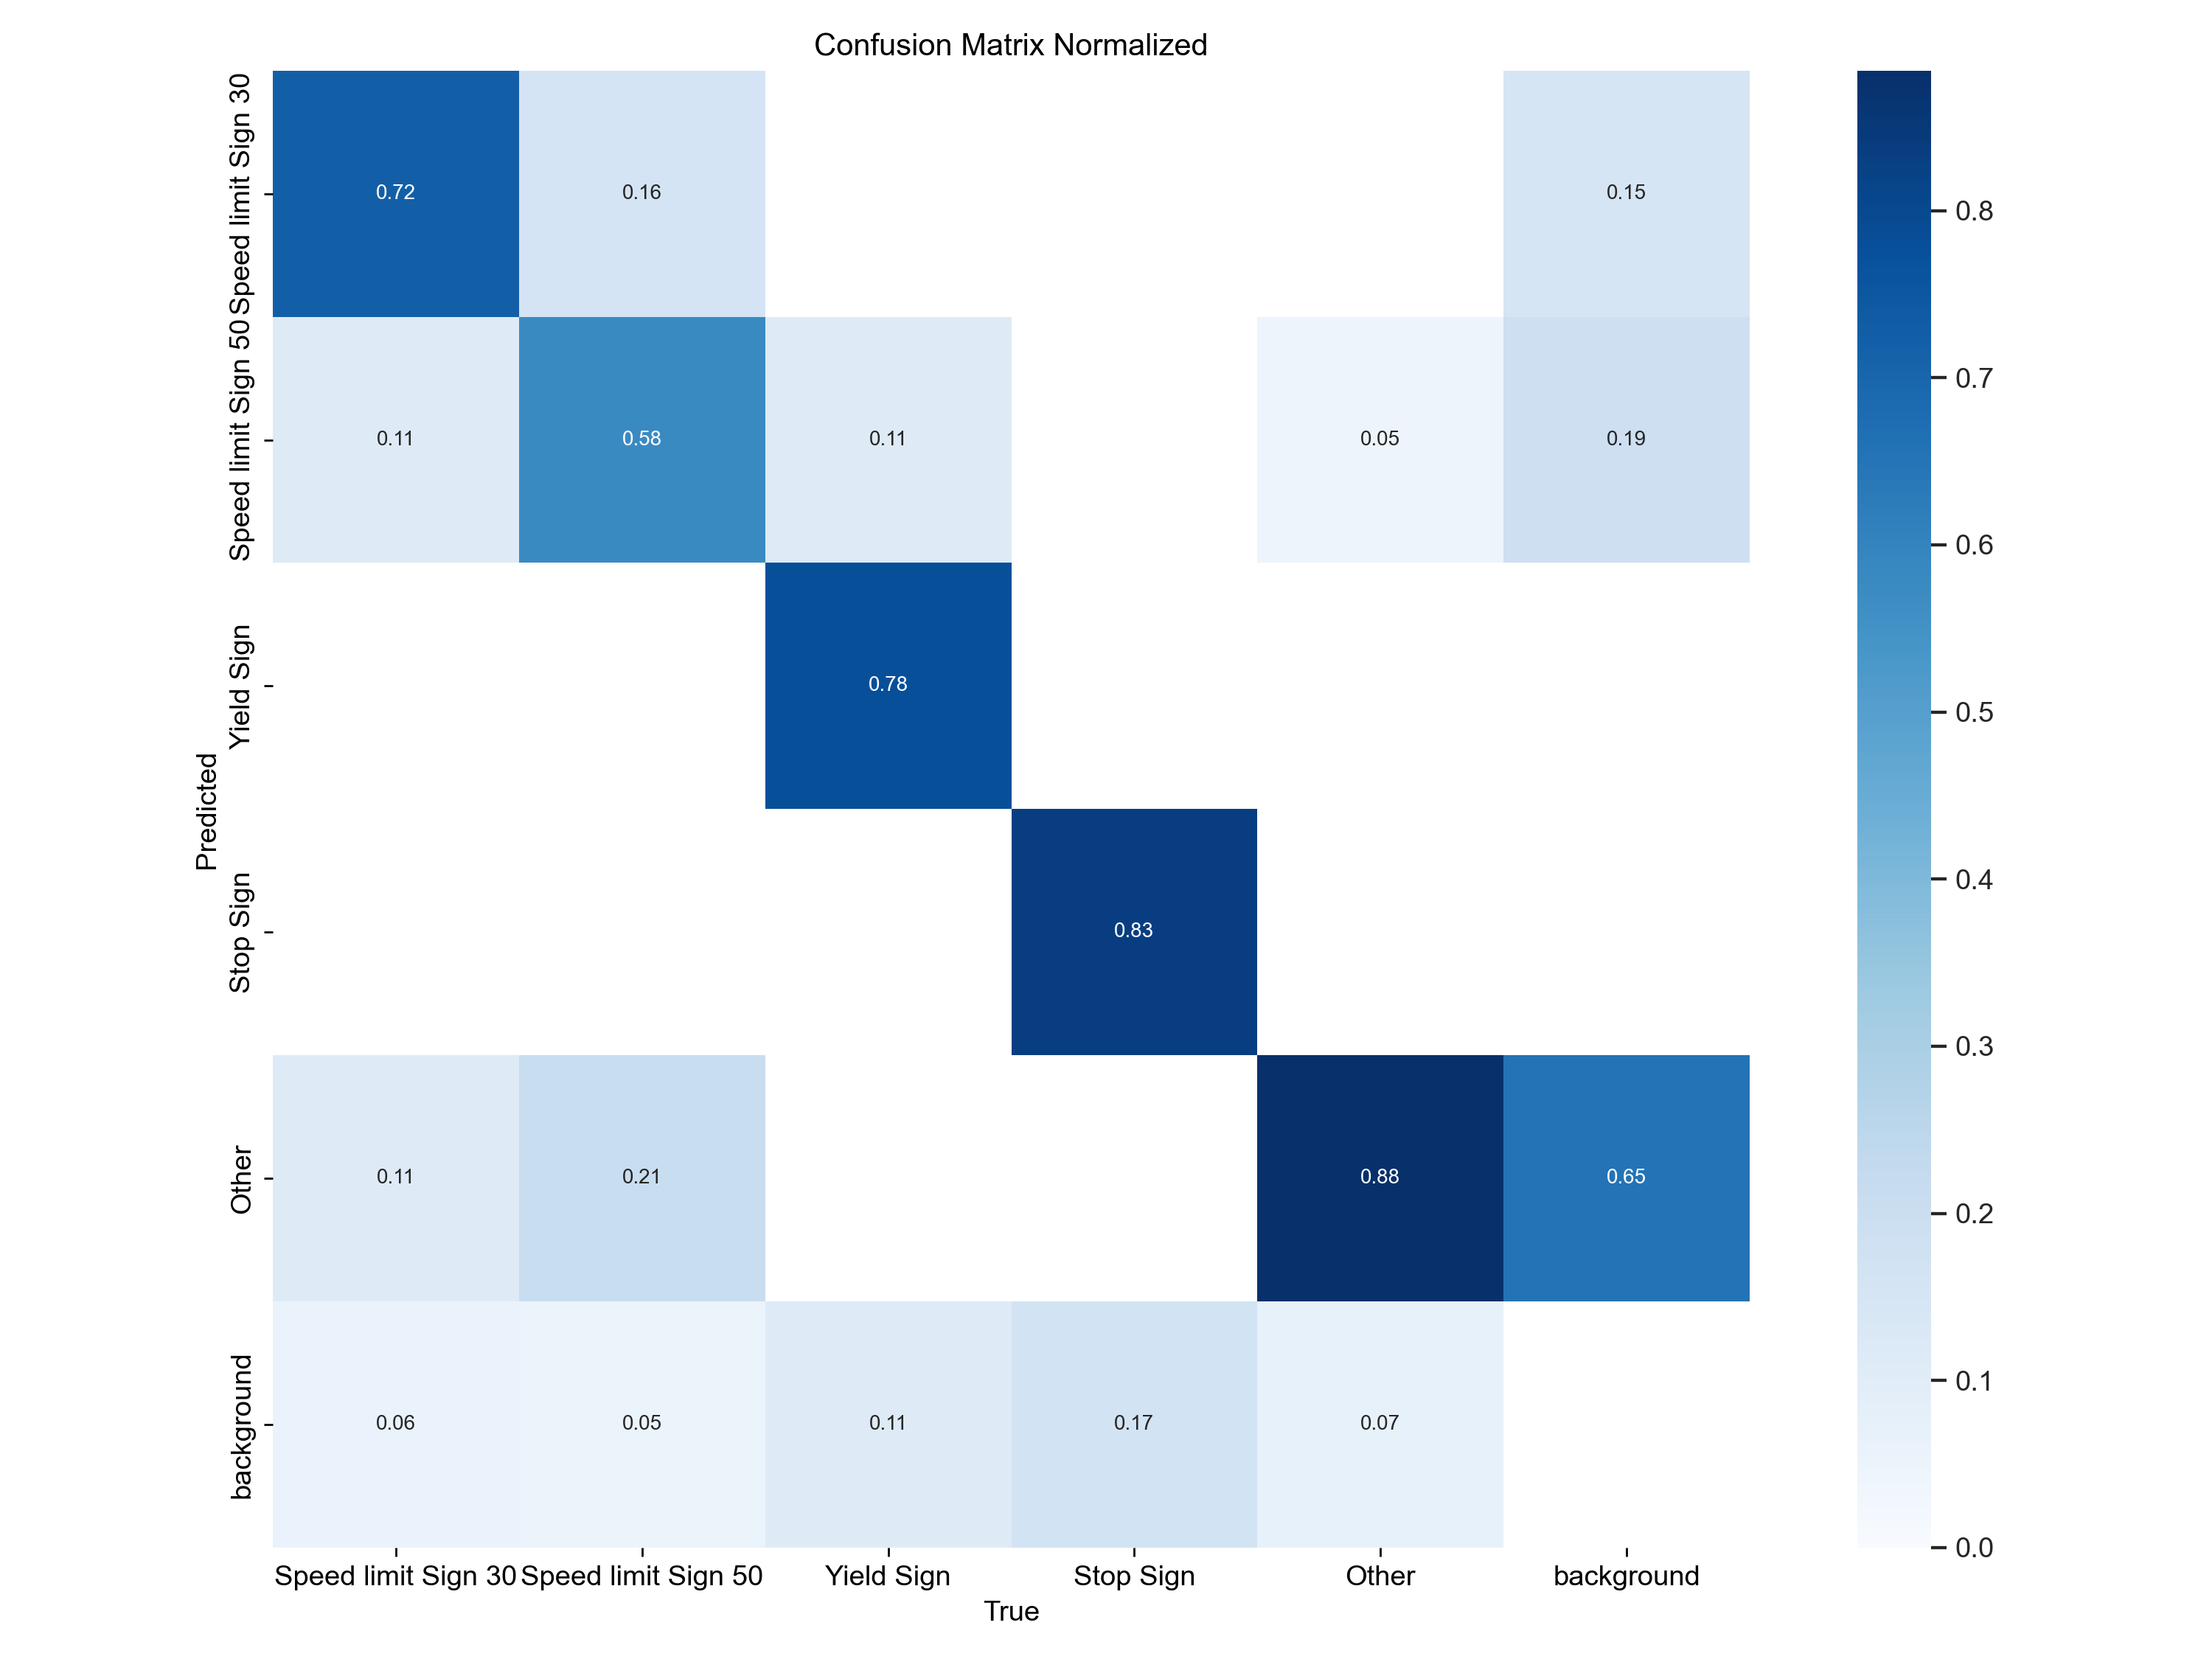 Confusion Matrix Normalized
Speed limit Sign 30
0.72
0.16
0.15
Speed limit Sign 50
0.11
0.58
0.11
0.05
0.19
Yield Sign
0.78
Stop Sign
0.83
Other
0.11
0.21
0.88
0.65
background
0.06
0.05
0.11
0.17
0.07
Predicted
Speed limit Sign 30
Speed limit Sign 50
Yield Sign
Stop Sign
Other
background
True
0.8
0.7
0.6
0.5
0.4
0.3
0.2
0.1
0.0